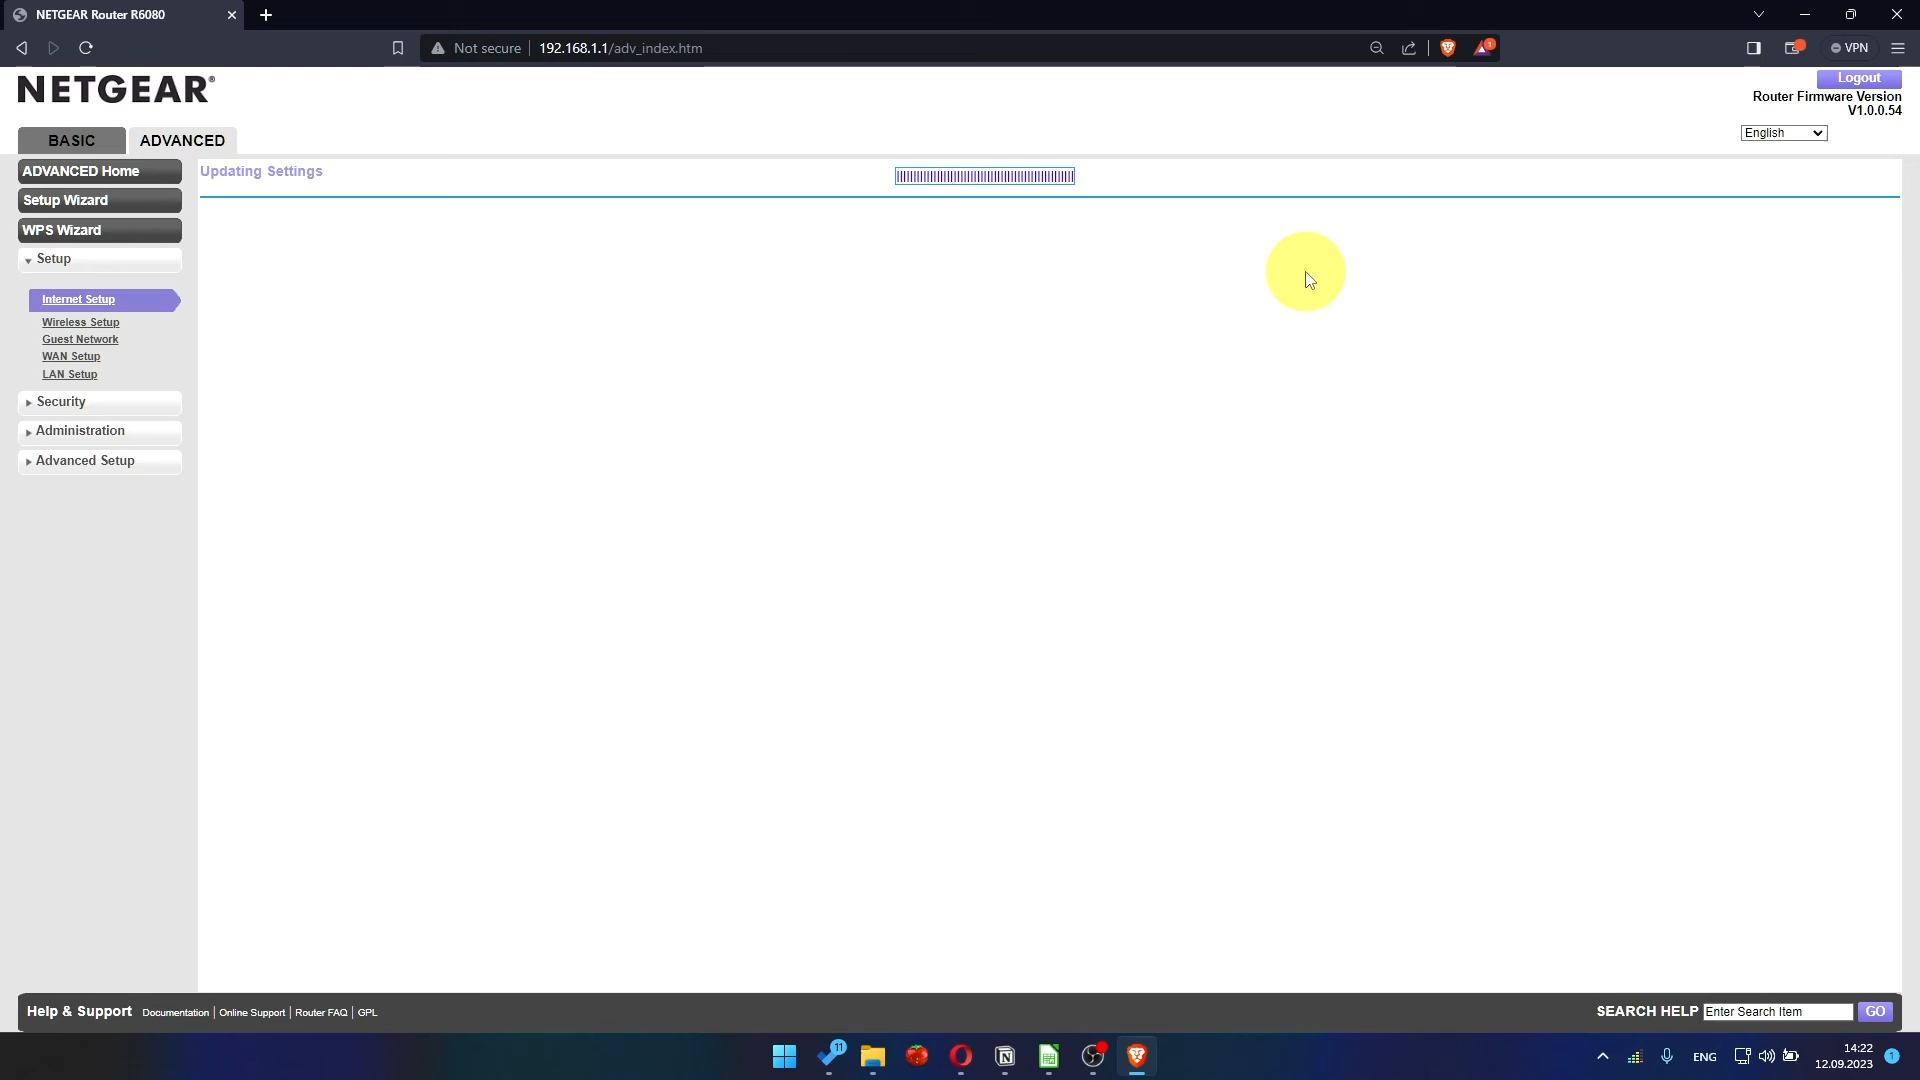 NETGEAR Router R6080
Not secure 192.168.1.1/adv_index.htm
1
VPN
NETGEAR®
Logout
Router Firmware Version
V1.0.0.54
English
BASIC
ADVANCED
ADVANCED Home
Setup Wizard
WPS Wizard
Setup
Internet Setup
Wireless Setup
Guest Network
WAN Setup
LAN Setup
Security
Administration
Advanced Setup
Updating Settings
Help & Support Documentation | Online Support | Router FAQ | GPL
SEARCH HELP Enter Search Item GO
11
ENG
14:22
12.09.2023
1